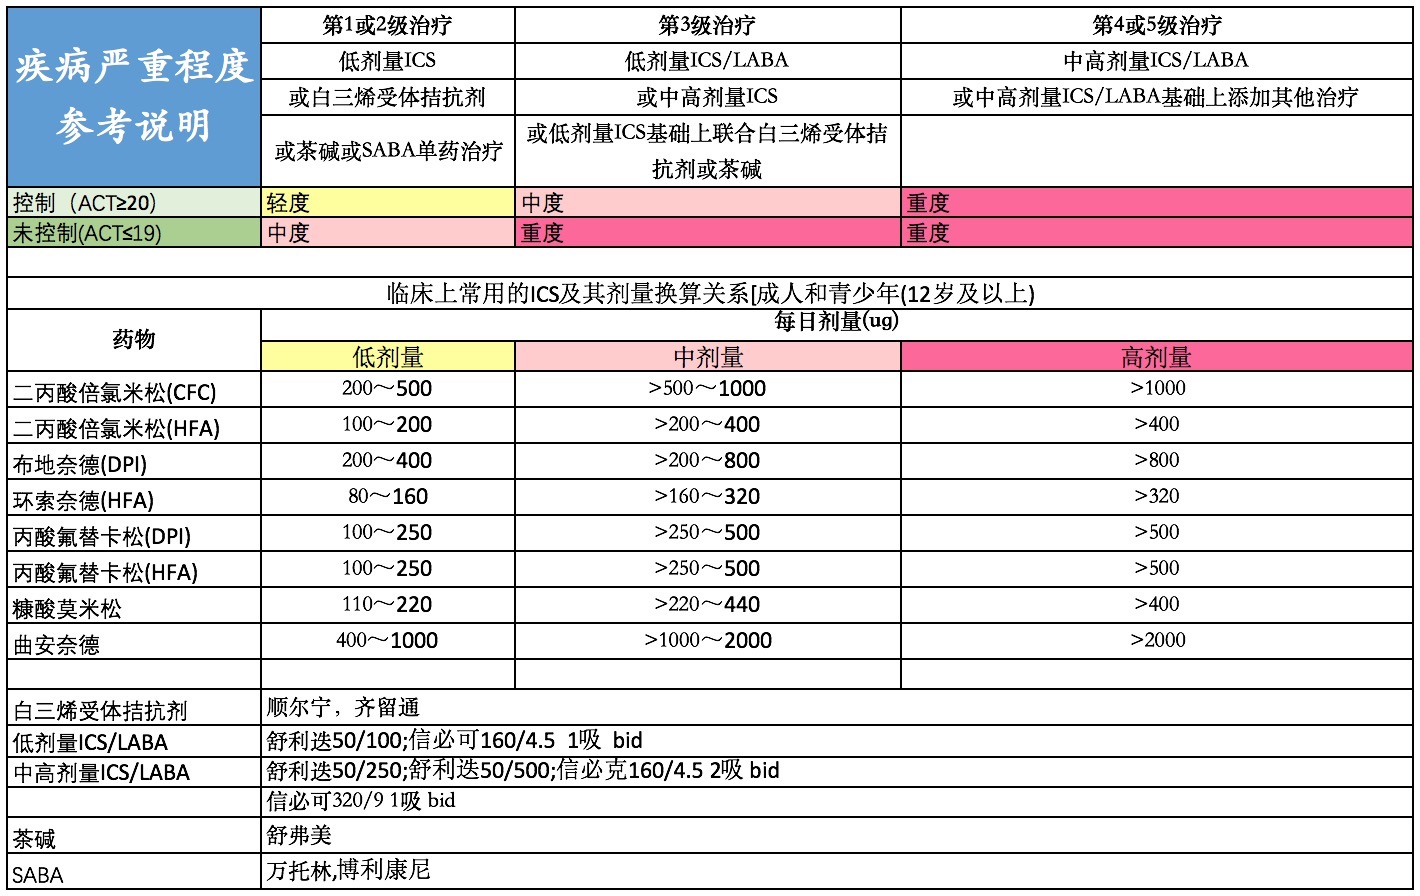 疾病严重程度
参考说明
第1或2级治疗 第3级治疗 第4或5级治疗
低剂量ICS 低剂量ICS/LABA 中高剂量ICS/LABA
或白三烯受体拮抗剂 或中高剂量ICS 或中高剂量ICS/LABA基础上添加其他治疗
或茶碱或SABA单药治疗 或低剂量ICS基础上联合白三烯受体拮
抗剂或茶碱
控制（ACT≥20) 轻度 中度 重度
未控制(ACT≤19) 中度 重度 重度
临床上常用的ICS及其剂量换算关系[成人和青少年(12岁及以上)
药物 每日剂量(ug)
低剂量 中剂量 高剂量
二丙酸倍氯米松(CFC) 200～500 >500～1000 >1000
二丙酸倍氯米松(HFA) 100～200 >200～400 >400
布地奈德(DPI) 200～400 >200～800 >800
环索奈德(HFA) 80～160 >160～320 >320
丙酸氟替卡松(DPI) 100～250 >250～500 >500
丙酸氟替卡松(HFA) 100～250 >250～500 >500
糠酸莫米松 110～220 >220～440 >400
曲安奈德 400～1000 >1000～2000 >2000
白三烯受体拮抗剂 顺尔宁，齐留通
低剂量ICS/LABA 舒利迭50/100;信必可160/4.5 1吸 bid
中高剂量ICS/LABA 舒利迭50/250;舒利迭50/500;信必克160/4.5 2吸 bid
信必可320/9 1吸 bid
茶碱 舒弗美
SABA 万托林,博利康尼